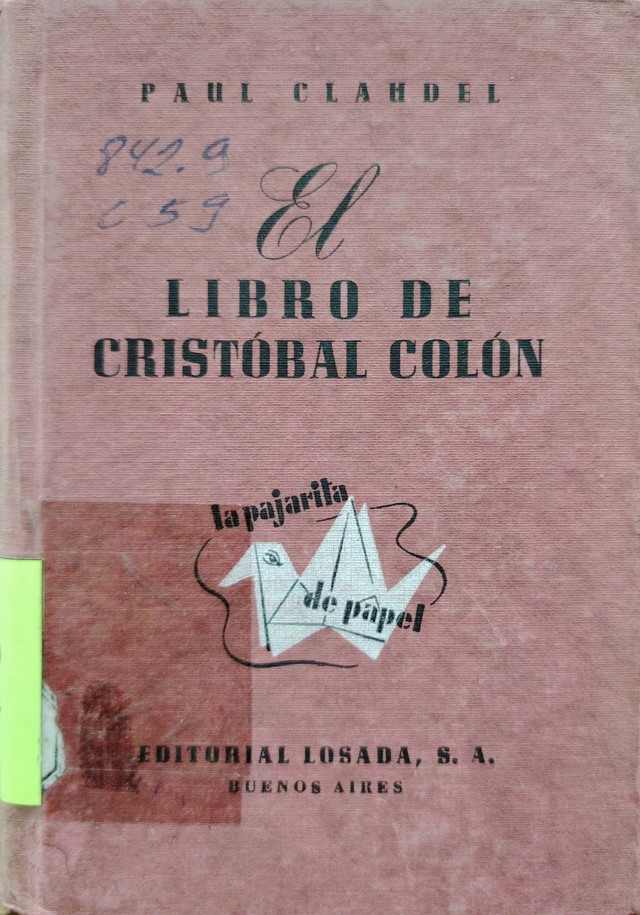 PAUL CLAUDEL
842.9
C59
El
LIBRO DE
CRISTÓBAL COLÓN
la pajarita
de papel
EDITORIAL LOSADA, S. A.
BUENOS AIRES